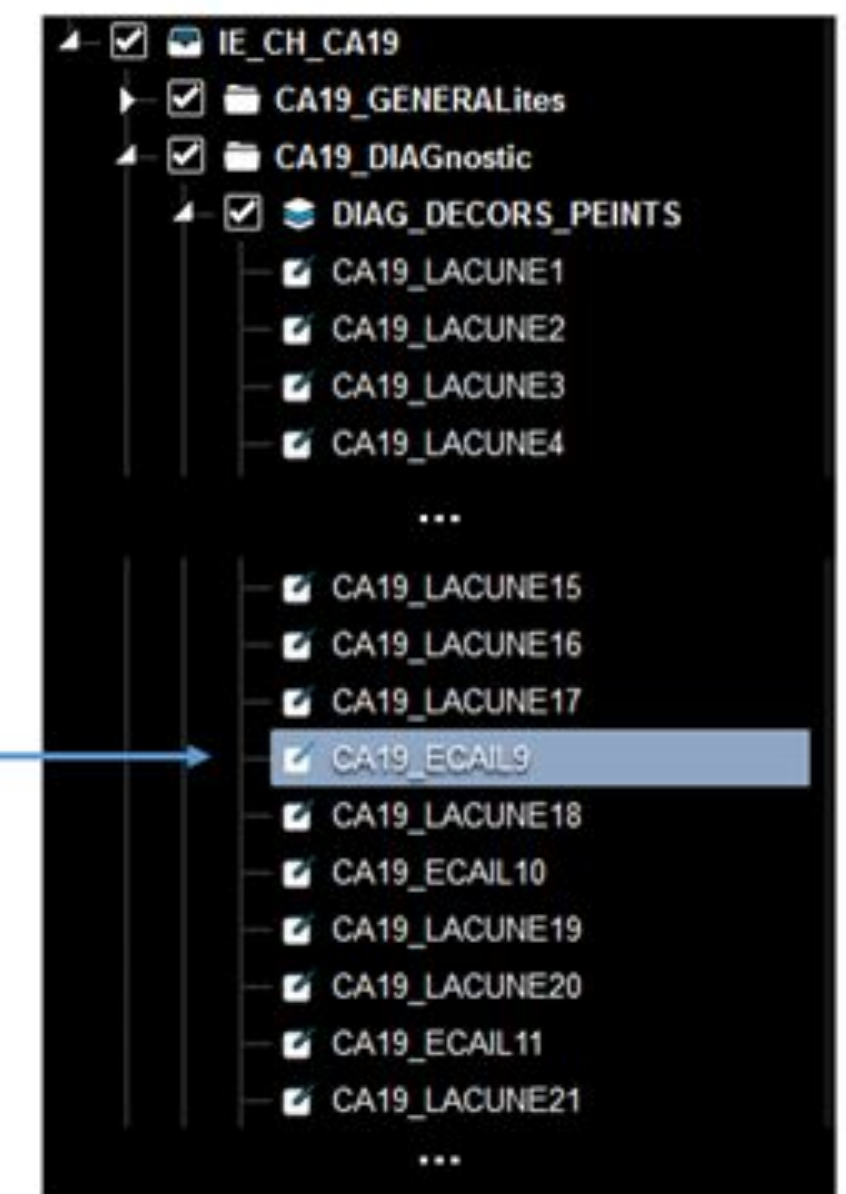 IE_CH_CA19
CA19_GENERALites
CA19_DIAGnostic
DIAG_DECORS_PEINTS
CA19_LACUNE1
CA19_LACUNE2
CA19_LACUNE3
CA19_LACUNE4
...
CA19_LACUNE15
CA19_LACUNE16
CA19_LACUNE17
CA19_ECAIL9
CA19_LACUNE18
CA19_ECAIL10
CA19_LACUNE19
CA19_LACUNE20
CA19_ECAIL11
CA19_LACUNE21
...